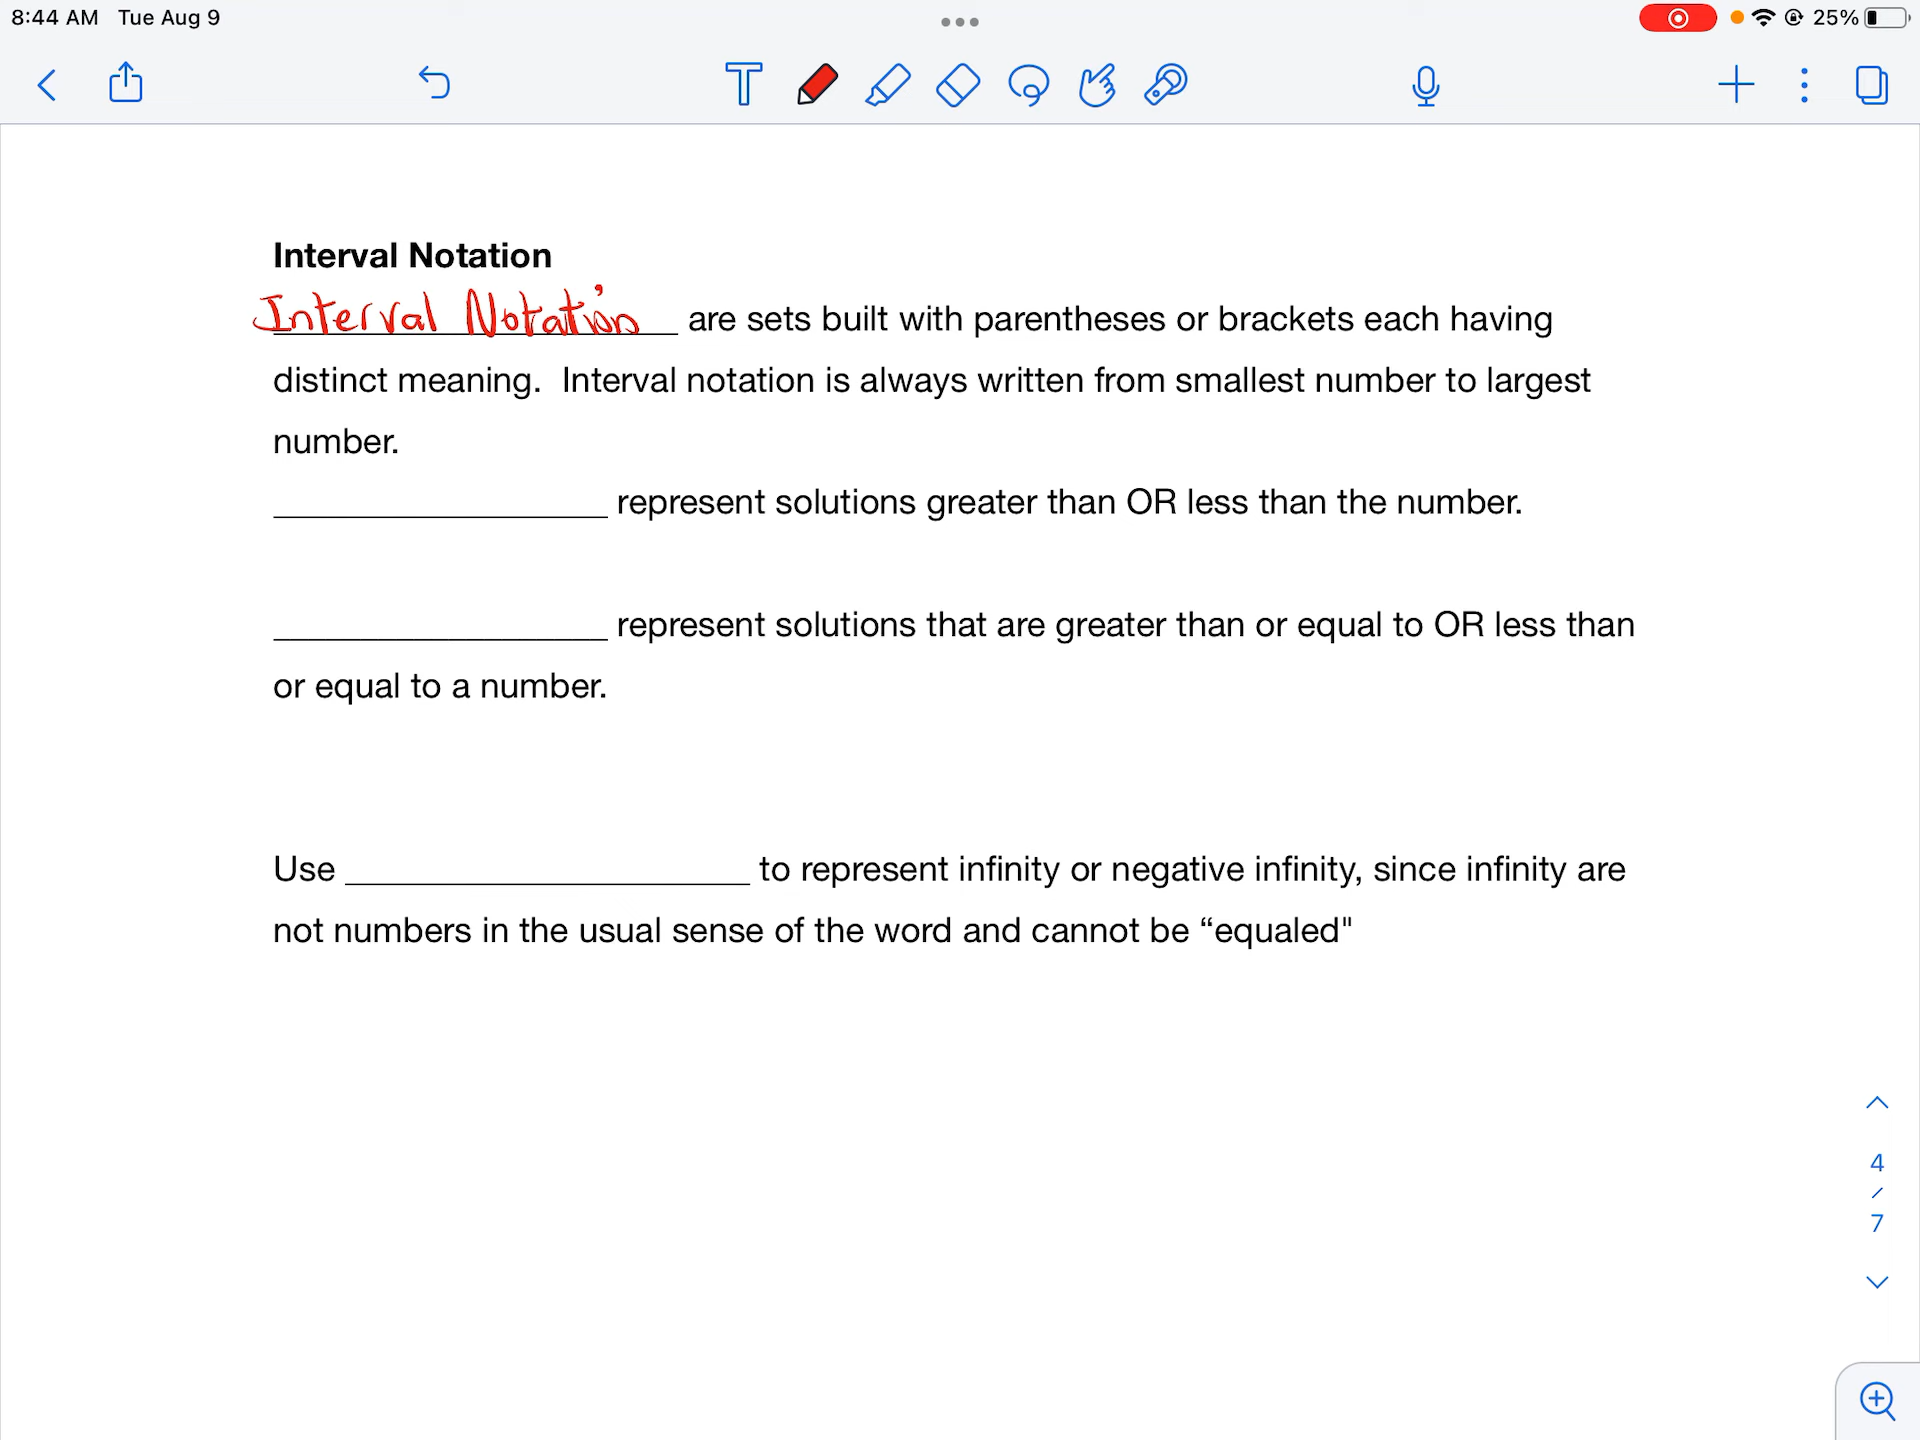 8:44 AM Tue Aug 9
25%
Interval Notation
Interval Notation are sets built with parentheses or brackets each having
distinct meaning. Interval notation is always written from smallest number to largest
number.
represent solutions greater than OR less than the number.
represent solutions that are greater than or equal to OR less than
or equal to a number.
Use ____________________ to represent infinity or negative infinity, since infinity are
not numbers in the usual sense of the word and cannot be “equaled"
4
/
7